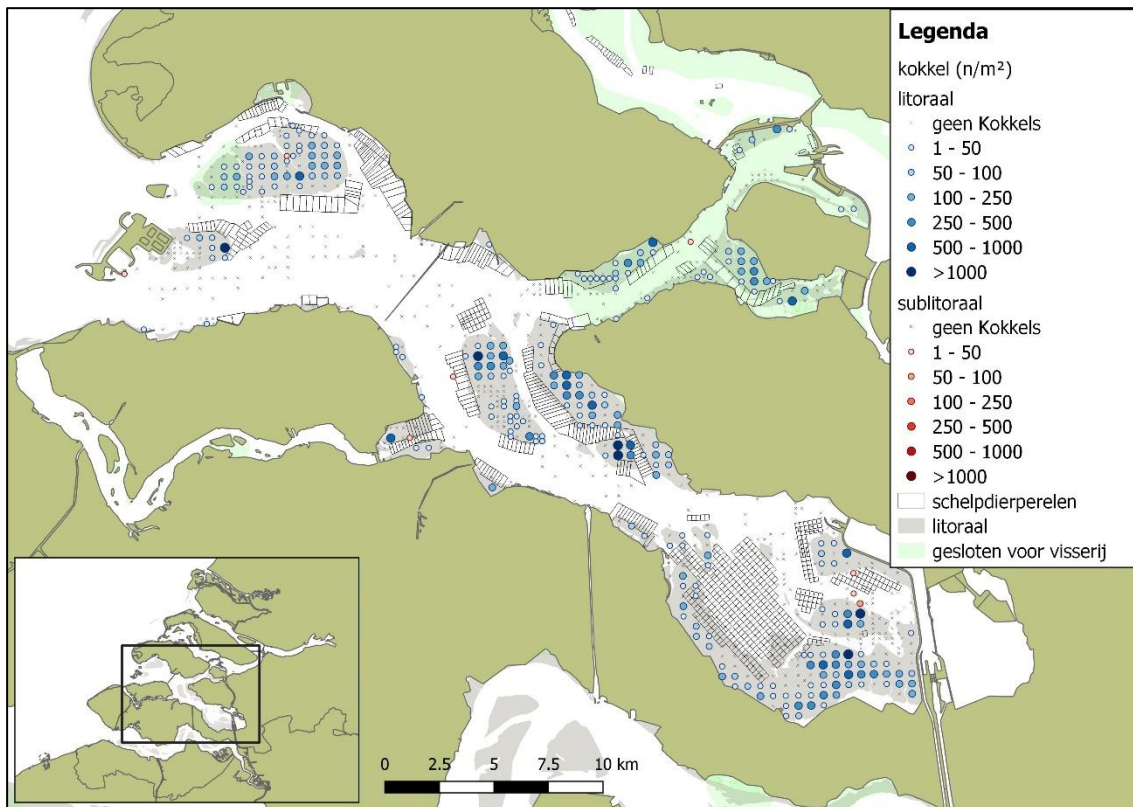 Legenda
kokkel (n/m²)
litoraal
geen Kokkels
1 - 50
50 - 100
100 - 250
250 - 500
500 - 1000
>1000
sublitoraal
geen Kokkels
1 - 50
50 - 100
100 - 250
250 - 500
500 - 1000
>1000
schelpdierperelen
litoraal
gesloten voor visserij
0 2.5 5 7.5 10 km